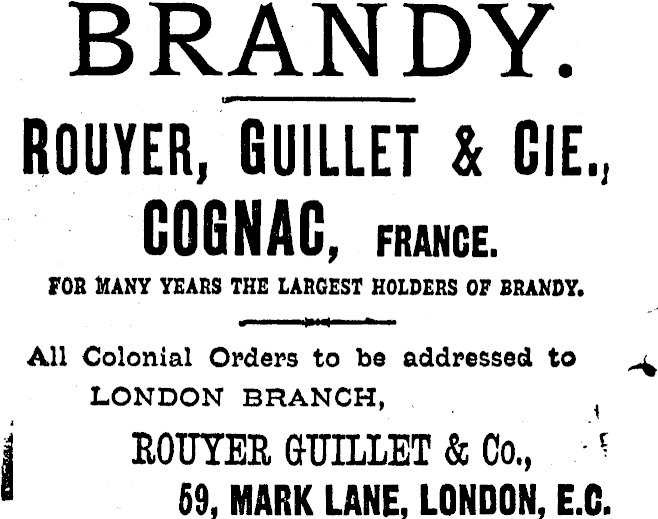 BRANDY.
ROUYER, GUILLET & CIE.,
COGNAC, FRANCE.
FOR MANY YEARS THE LARGEST HOLDERS OF BRANDY.
All Colonial Orders to be addressed to
LONDON BRANCH,
ROUYER GUILLET & Co.,
59, MARK LANE, LONDON, E.C.